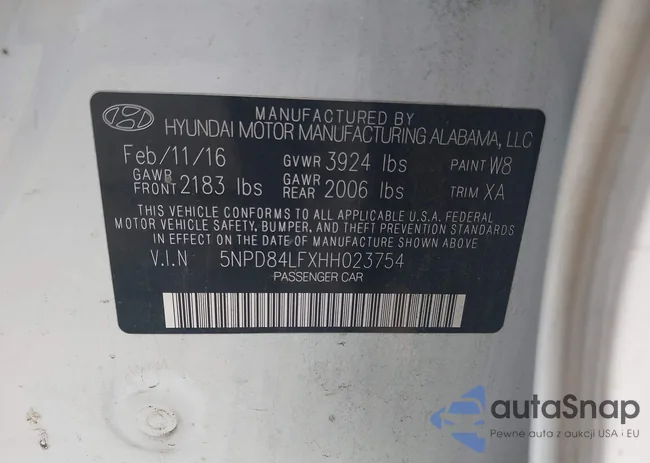 MANUFACTURED BY
HYUNDAI MOTOR MANUFACTURING ALABAMA, LLC
Feb/11/16 GVWR 3924 lbs PAINT W8
GAWR FRONT 2183 lbs GAWR REAR 2006 lbs TRIM XA
THIS VEHICLE CONFORMS TO ALL APPLICABLE U.S.A. FEDERAL
MOTOR VEHICLE SAFETY, BUMPER, AND THEFT PREVENTION STANDARDS
IN EFFECT ON THE DATE OF MANUFACTURE SHOWN ABOVE.
V.I.N 5NPD84LFXHH023754
PASSENGER CAR
autoSnap
Pewne auta z aukcji USA i EU